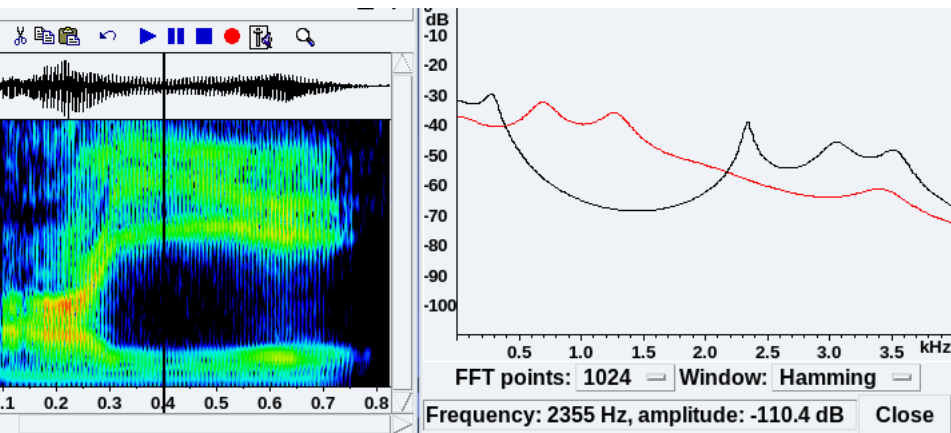 dB
-10
-20
-30
-40
-50
-60
-70
-80
-90
-100
0.5 1.0 1.5 2.0 2.5 3.0 3.5 kHz
.1 0.2 0.3 0.4 0.5 0.6 0.7 0.8
FFT points: 1024 Window: Hamming
Frequency: 2355 Hz, amplitude: -110.4 dB Close